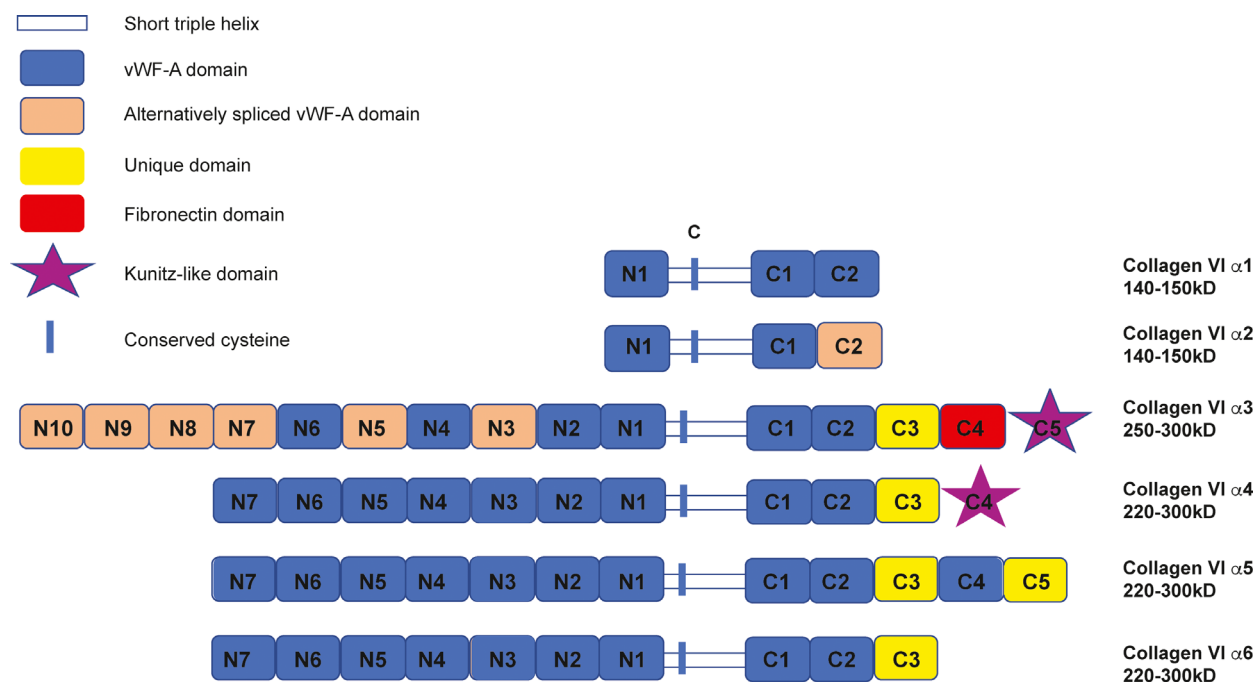 Short triple helix
vWF-A domain
Alternatively spliced vWF-A domain
Unique domain
Fibronectin domain
Kunitz-like domain
Conserved cysteine
C
N1 C1 C2
Collagen VI α1
140-150kD
N1 C1 C2
Collagen VI α2
140-150kD
N10 N9 N8 N7 N6 N5 N4 N3 N2 N1 C1 C2 C3 C4 C5
Collagen VI α3
250-300kD
N7 N6 N5 N4 N3 N2 N1 C1 C2 C3 C4
Collagen VI α4
220-300kD
N7 N6 N5 N4 N3 N2 N1 C1 C2 C3 C4 C5
Collagen VI α5
220-300kD
N7 N6 N5 N4 N3 N2 N1 C1 C2 C3
Collagen VI α6
220-300kD